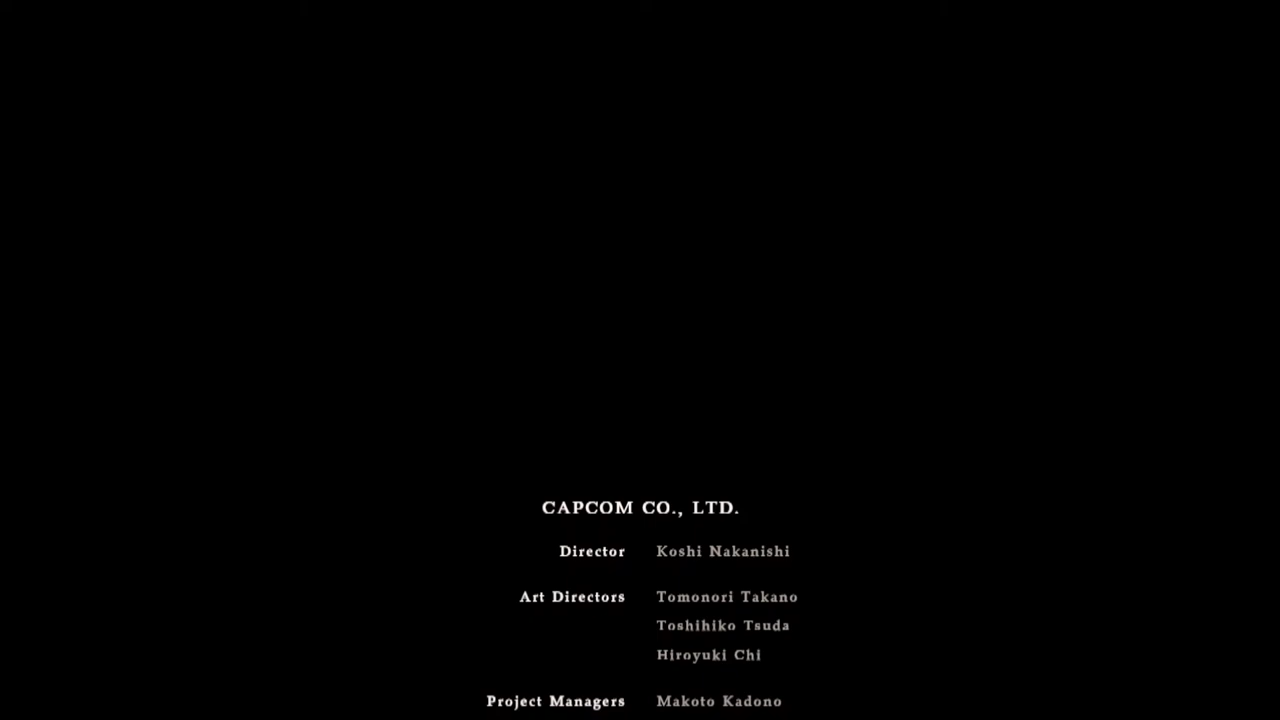 CAPCOM CO., LTD.
Director Koshi Nakanishi
Art Directors Tomonori Takano
Toshihiko Tsuda
Hiroyuki Chi
Project Managers Makoto Kadono